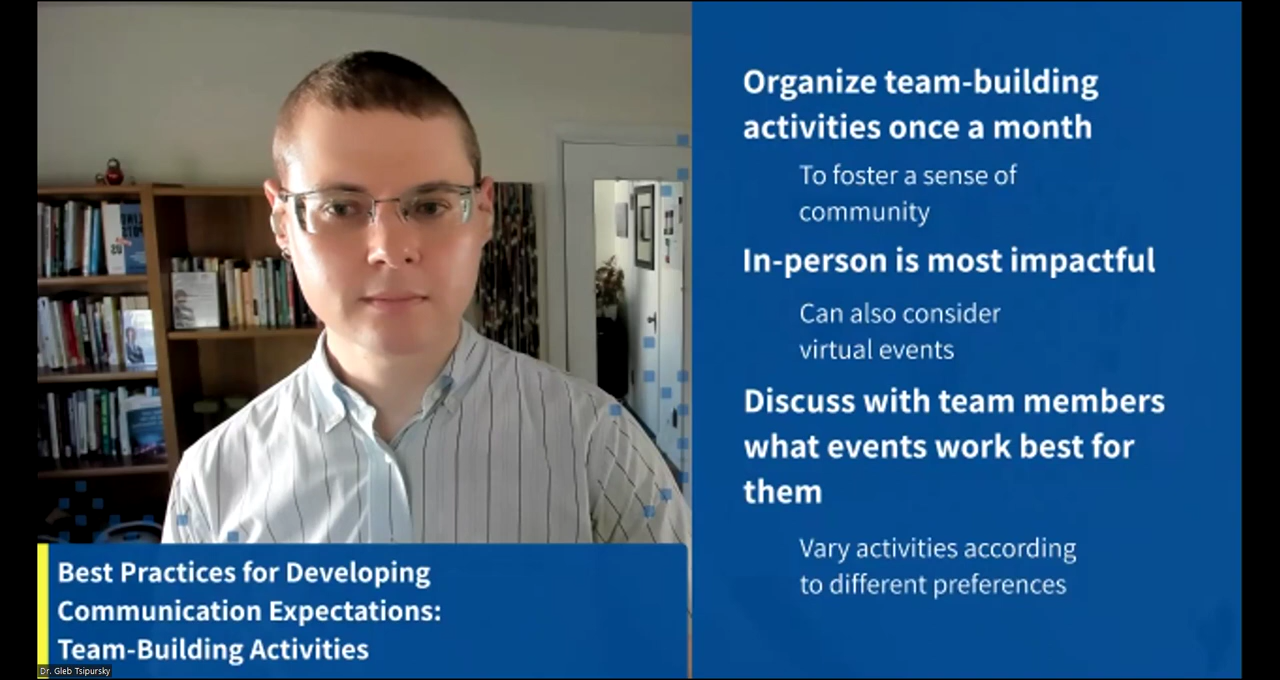 Organize team-building
activities once a month
To foster a sense of
community
In-person is most impactful
Can also consider
virtual events
Discuss with team members
what events work best for
them
Vary activities according
to different preferences
Best Practices for Developing
Communication Expectations:
Team-Building Activities
Dr. Gleb Tsipursky